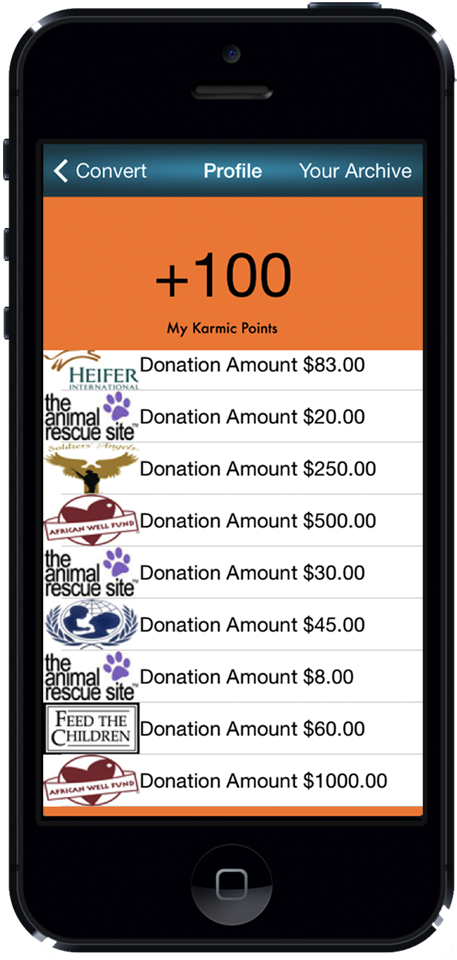 Convert
Profile
Your Archive
+100
My Karmic Points
HEIFER
INTERNATIONAL
Donation Amount $83.00
the
animal
rescue site™
Donation Amount $20.00
Soldiers' Angels
Donation Amount $250.00
AFRICAN WELL FUND
Donation Amount $500.00
the
animal
rescue site™
Donation Amount $30.00
Donation Amount $45.00
the
animal
rescue site™
Donation Amount $8.00
FEED THE
CHILDREN
Donation Amount $60.00
AFRICAN WELL FUND
Donation Amount $1000.00